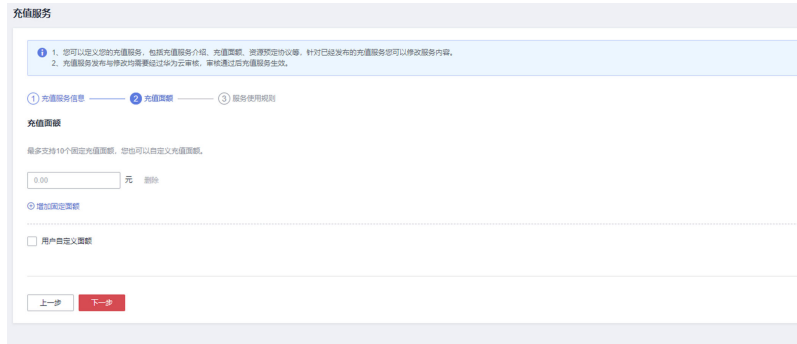 充值服务
1、您可以定义您的充值服务，包括充值服务介绍、充值面额、资源预定协议等，针对已经发布的充值服务您可以修改服务内容。
2、充值服务发布与修改均需要经过华为云审核，审核通过后充值服务生效。
1 充值服务信息 2 充值面额 3 服务使用规则
充值面额
最多支持10个固定充值面额，您也可以自定义充值面额。
0.00 元 删除
增加固定面额
用户自定义面额
上一步 下一步